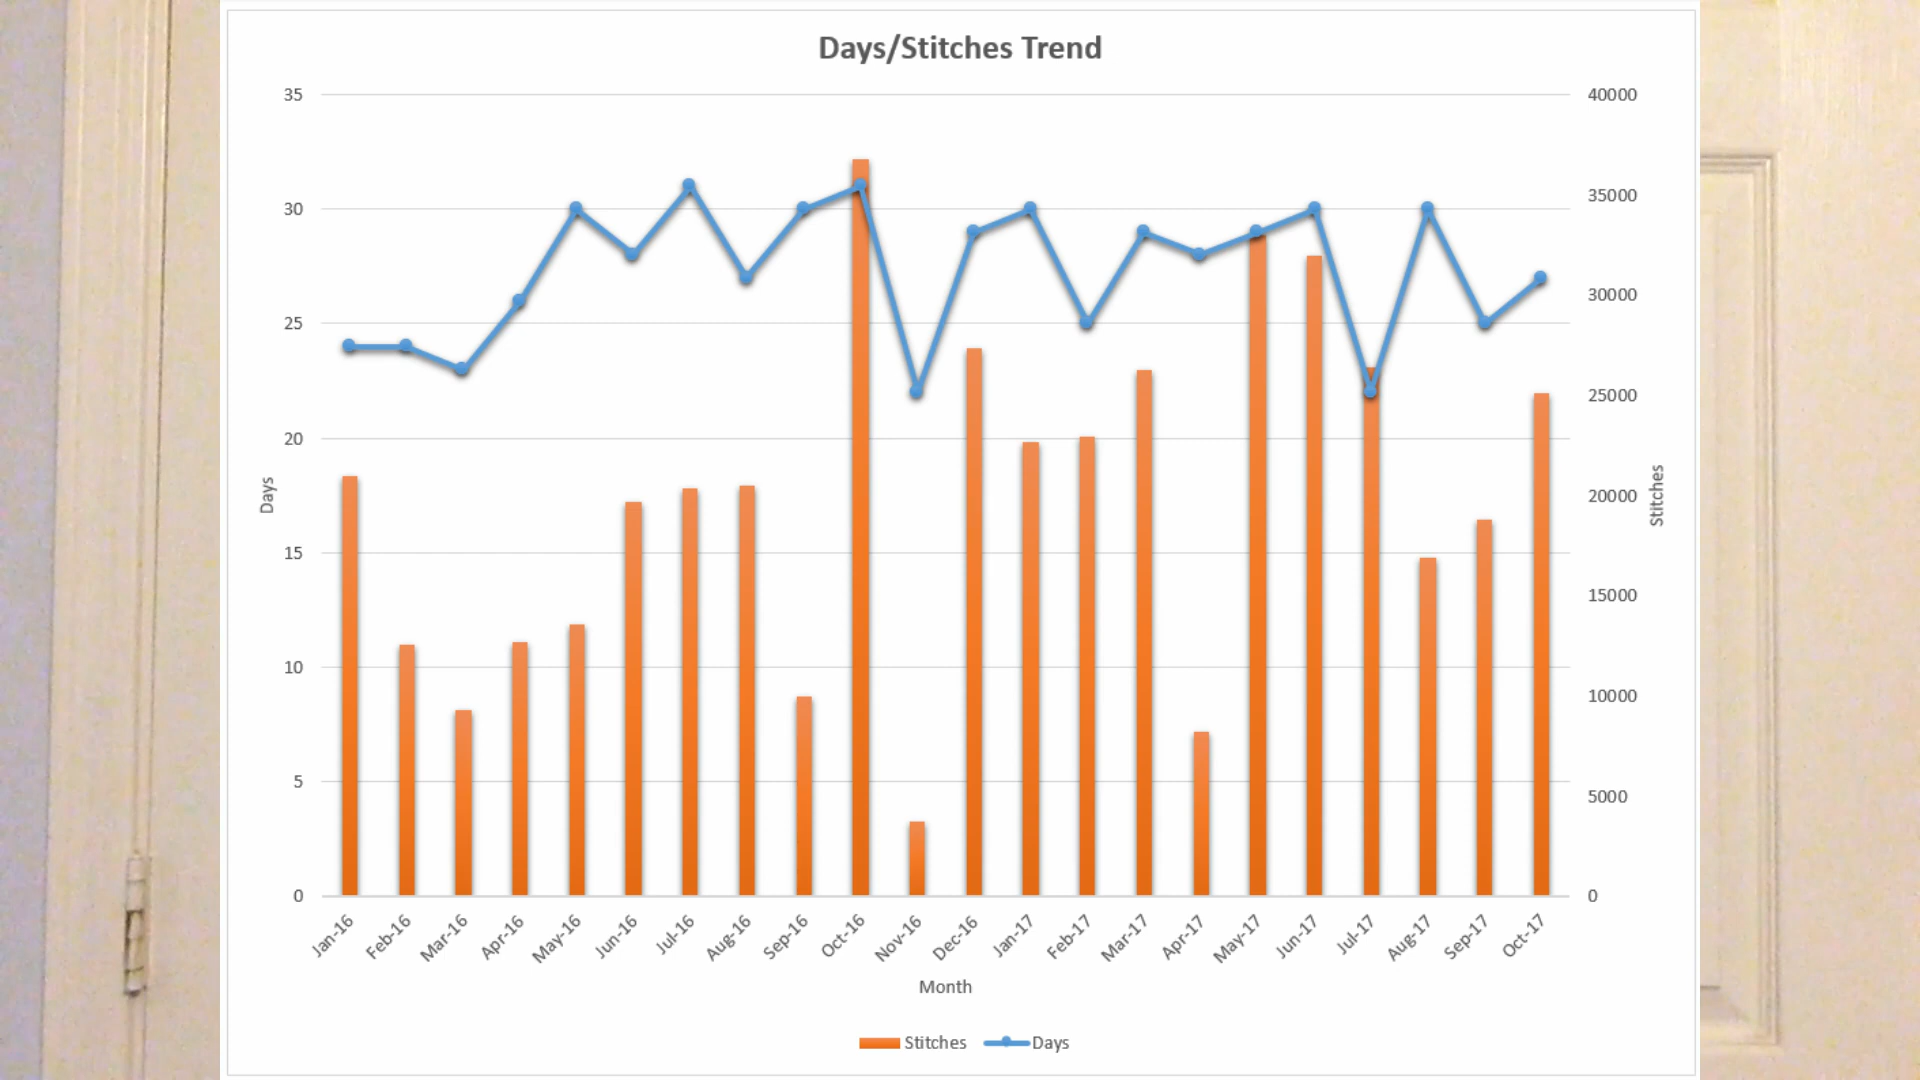 Days/Stitches Trend
35
30
25
20
15
10
5
0
Days
40000
35000
30000
25000
20000
15000
10000
5000
0
Stitches
Jan-16
Feb-16
Mar-16
Apr-16
May-16
Jun-16
Jul-16
Aug-16
Sep-16
Oct-16
Nov-16
Dec-16
Jan-17
Feb-17
Mar-17
Apr-17
May-17
Jun-17
Jul-17
Aug-17
Sep-17
Oct-17
Month
Stitches
Days